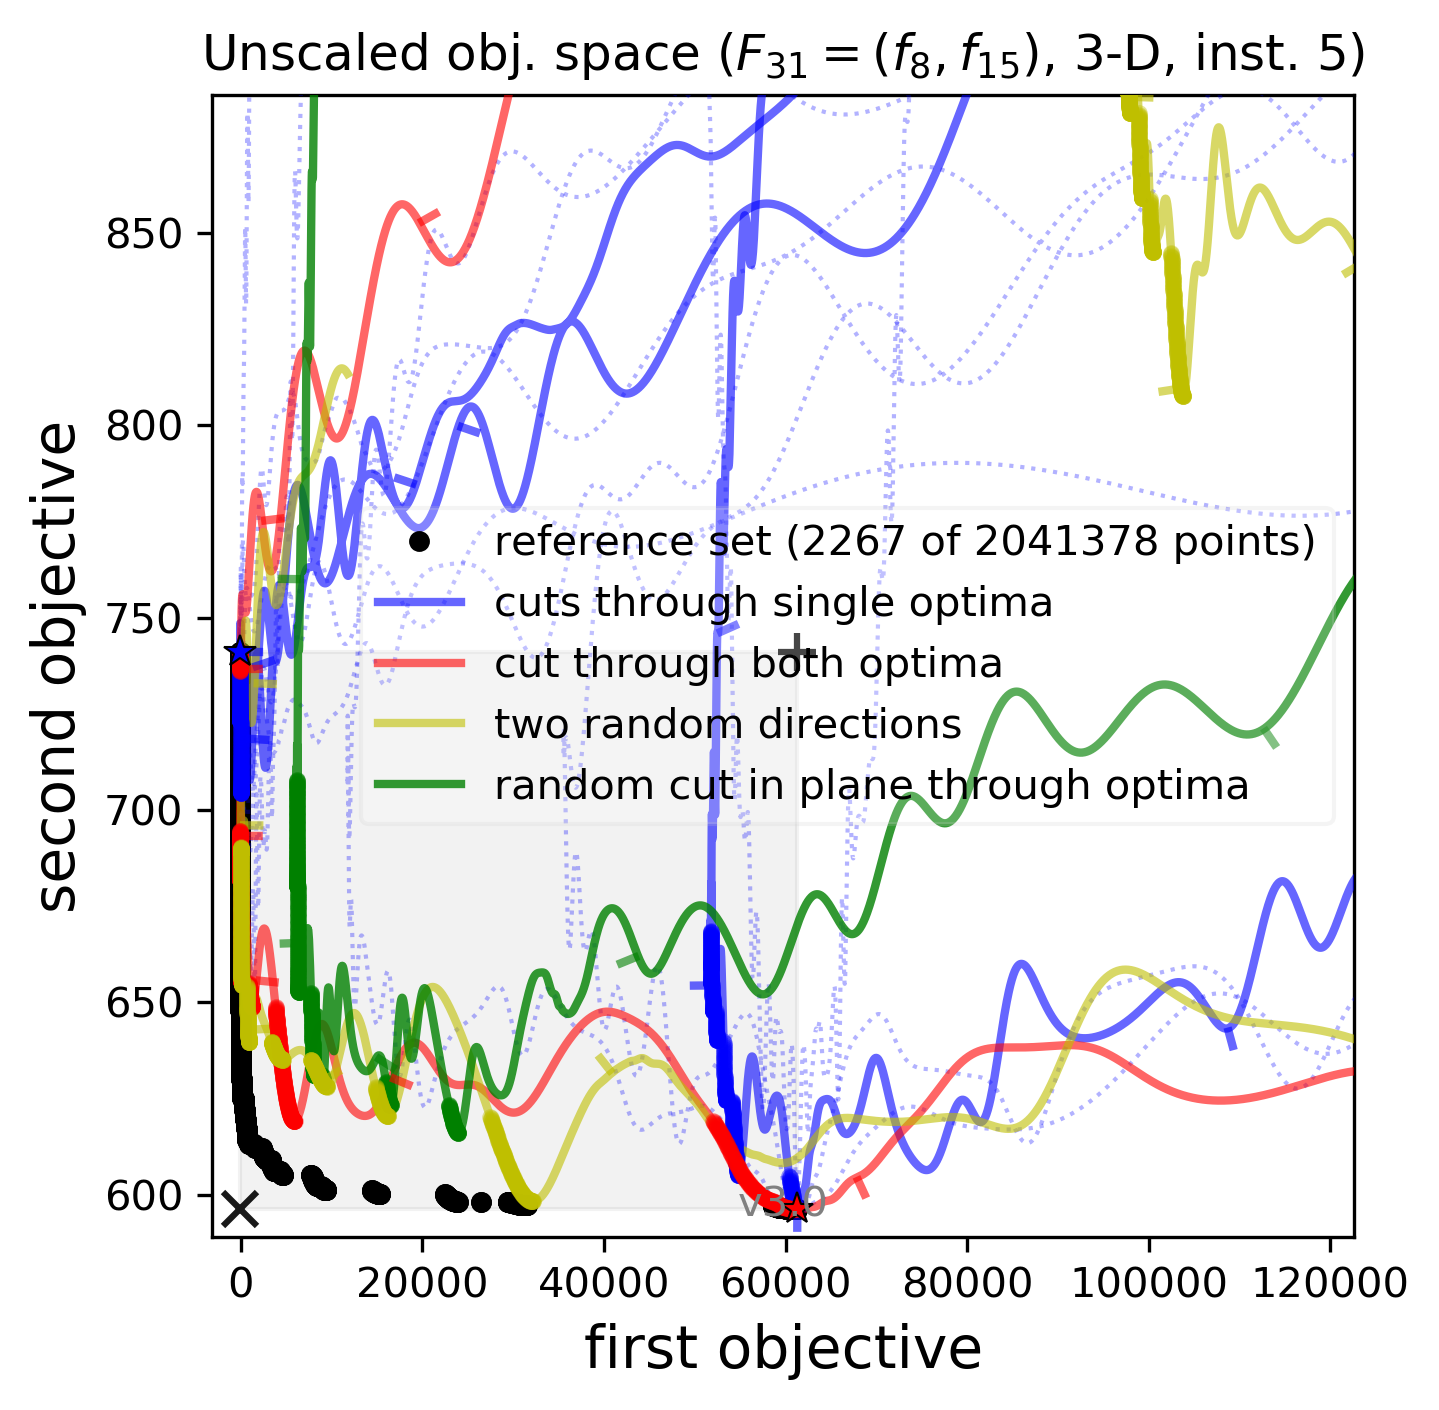 Unscaled obj. space (F31 = (f8, f15), 3-D, inst. 5)
850
800
750
700
650
600
second objective
reference set (2267 of 2041378 points)
cuts through single optima
cut through both optima
two random directions
random cut in plane through optima
v3.0
0 20000 40000 60000 80000 100000 120000
first objective